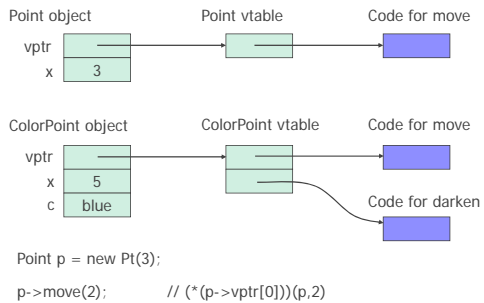 Point object Point vtable Code for move
vptr
x 3
ColorPoint object ColorPoint vtable Code for move
vptr
x 5
c blue
Code for darken
Point p = new Pt(3);
p->move(2); // (*(p->vptr[0]))(p,2)